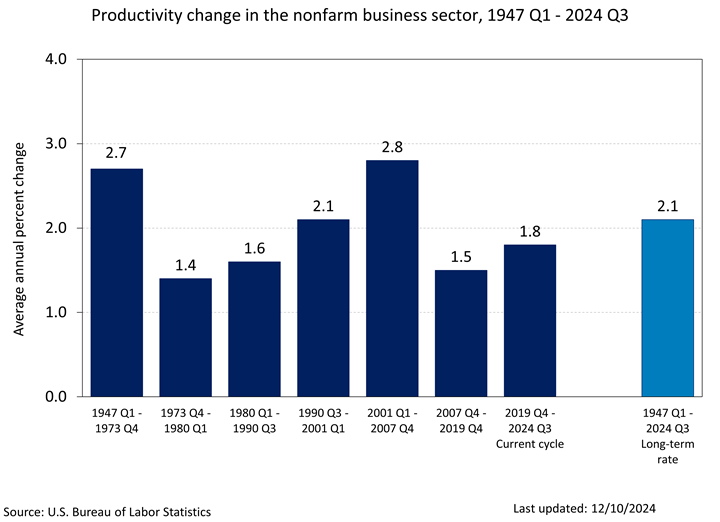 Productivity change in the nonfarm business sector, 1947 Q1 - 2024 Q3
Average annual percent change
4.0
3.0
2.0
1.0
0.0
2.7
1.4
1.6
2.1
2.8
1.5
1.8
2.1
1947 Q1 -
1973 Q4
1973 Q4 -
1980 Q1
1980 Q1 -
1990 Q3
1990 Q3 -
2001 Q1
2001 Q1 -
2007 Q4
2007 Q4 -
2019 Q4
2019 Q4 -
2024 Q3
Current cycle
1947 Q1 -
2024 Q3
Long-term
rate
Source: U.S. Bureau of Labor Statistics
Last updated: 12/10/2024